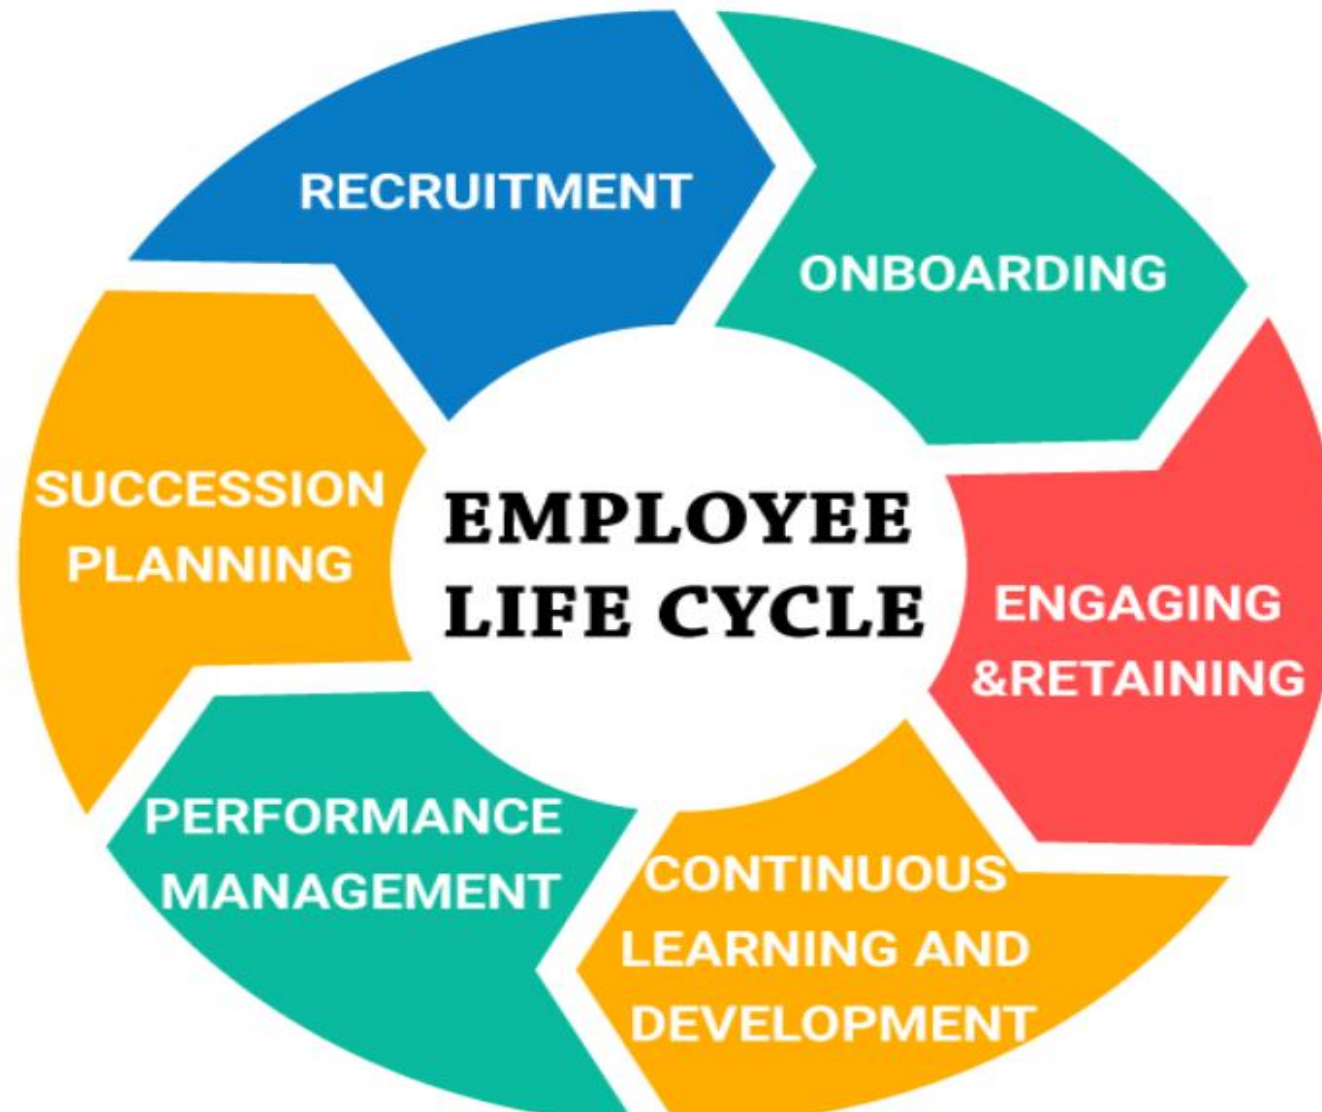 RECRUITMENT
ONBOARDING
ENGAGING
&RETAINING
CONTINUOUS
LEARNING AND
DEVELOPMENT
PERFORMANCE
MANAGEMENT
SUCCESSION
PLANNING
EMPLOYEE
LIFE CYCLE